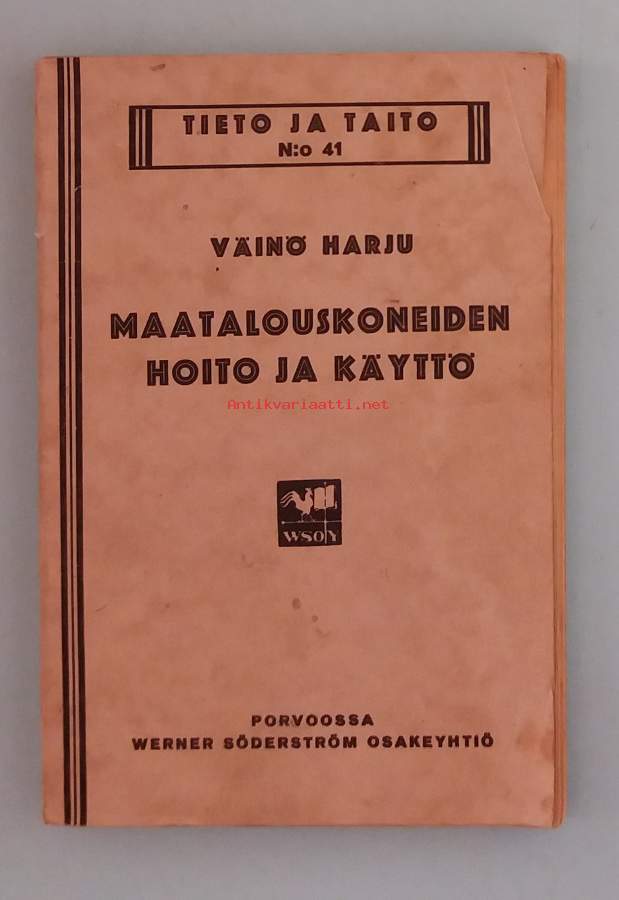 TIETO JA TAITO
N:o 41
VÄINÖ HARJU
MAATALOUSKONEIDEN
HOITO JA KÄYTTÖ
Antikvariaatti.net
WSOY
PORVOOSSA
WERNER SÖDERSTRÖM OSAKEYHTIÖ